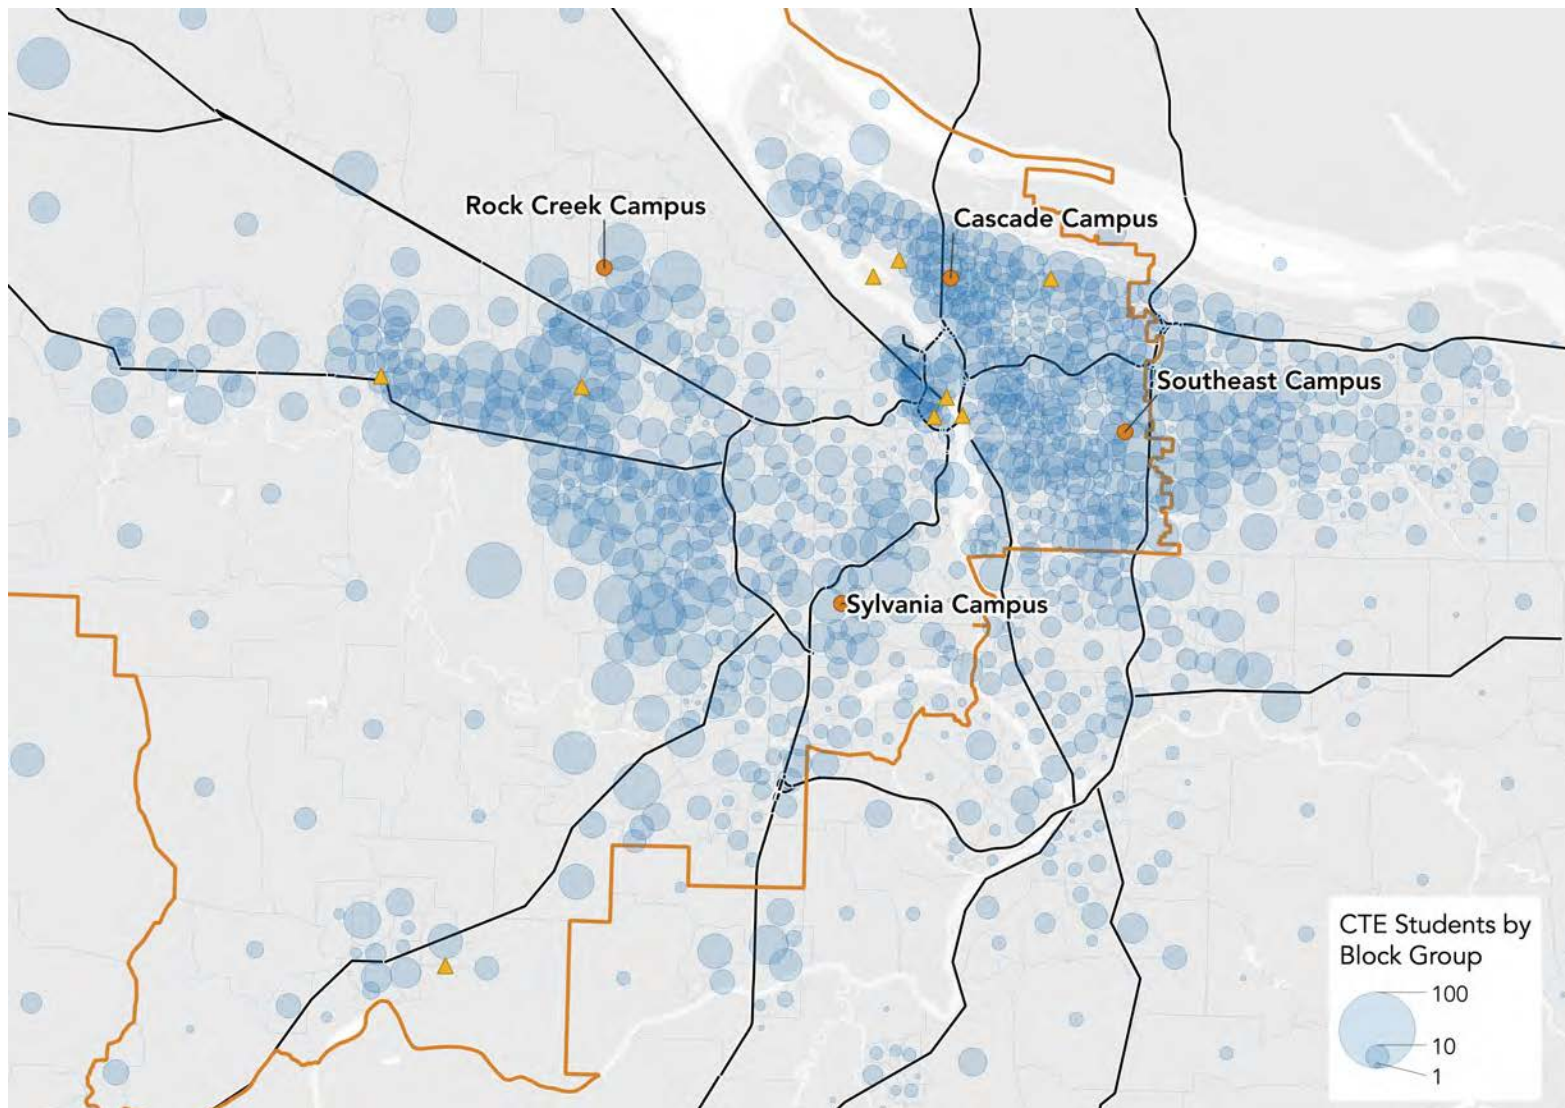 Rock Creek Campus
Cascade Campus
Southeast Campus
Sylvania Campus
CTE Students by
Block Group
100
10
1